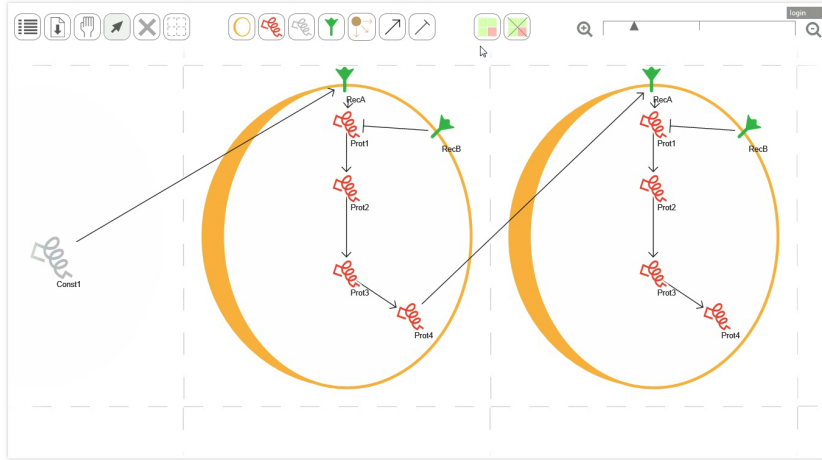 login
RecA
Prot1
RecB
Prot2
Prot3
Prot4
Const1
RecA
Prot1
RecB
Prot2
Prot3
Prot4